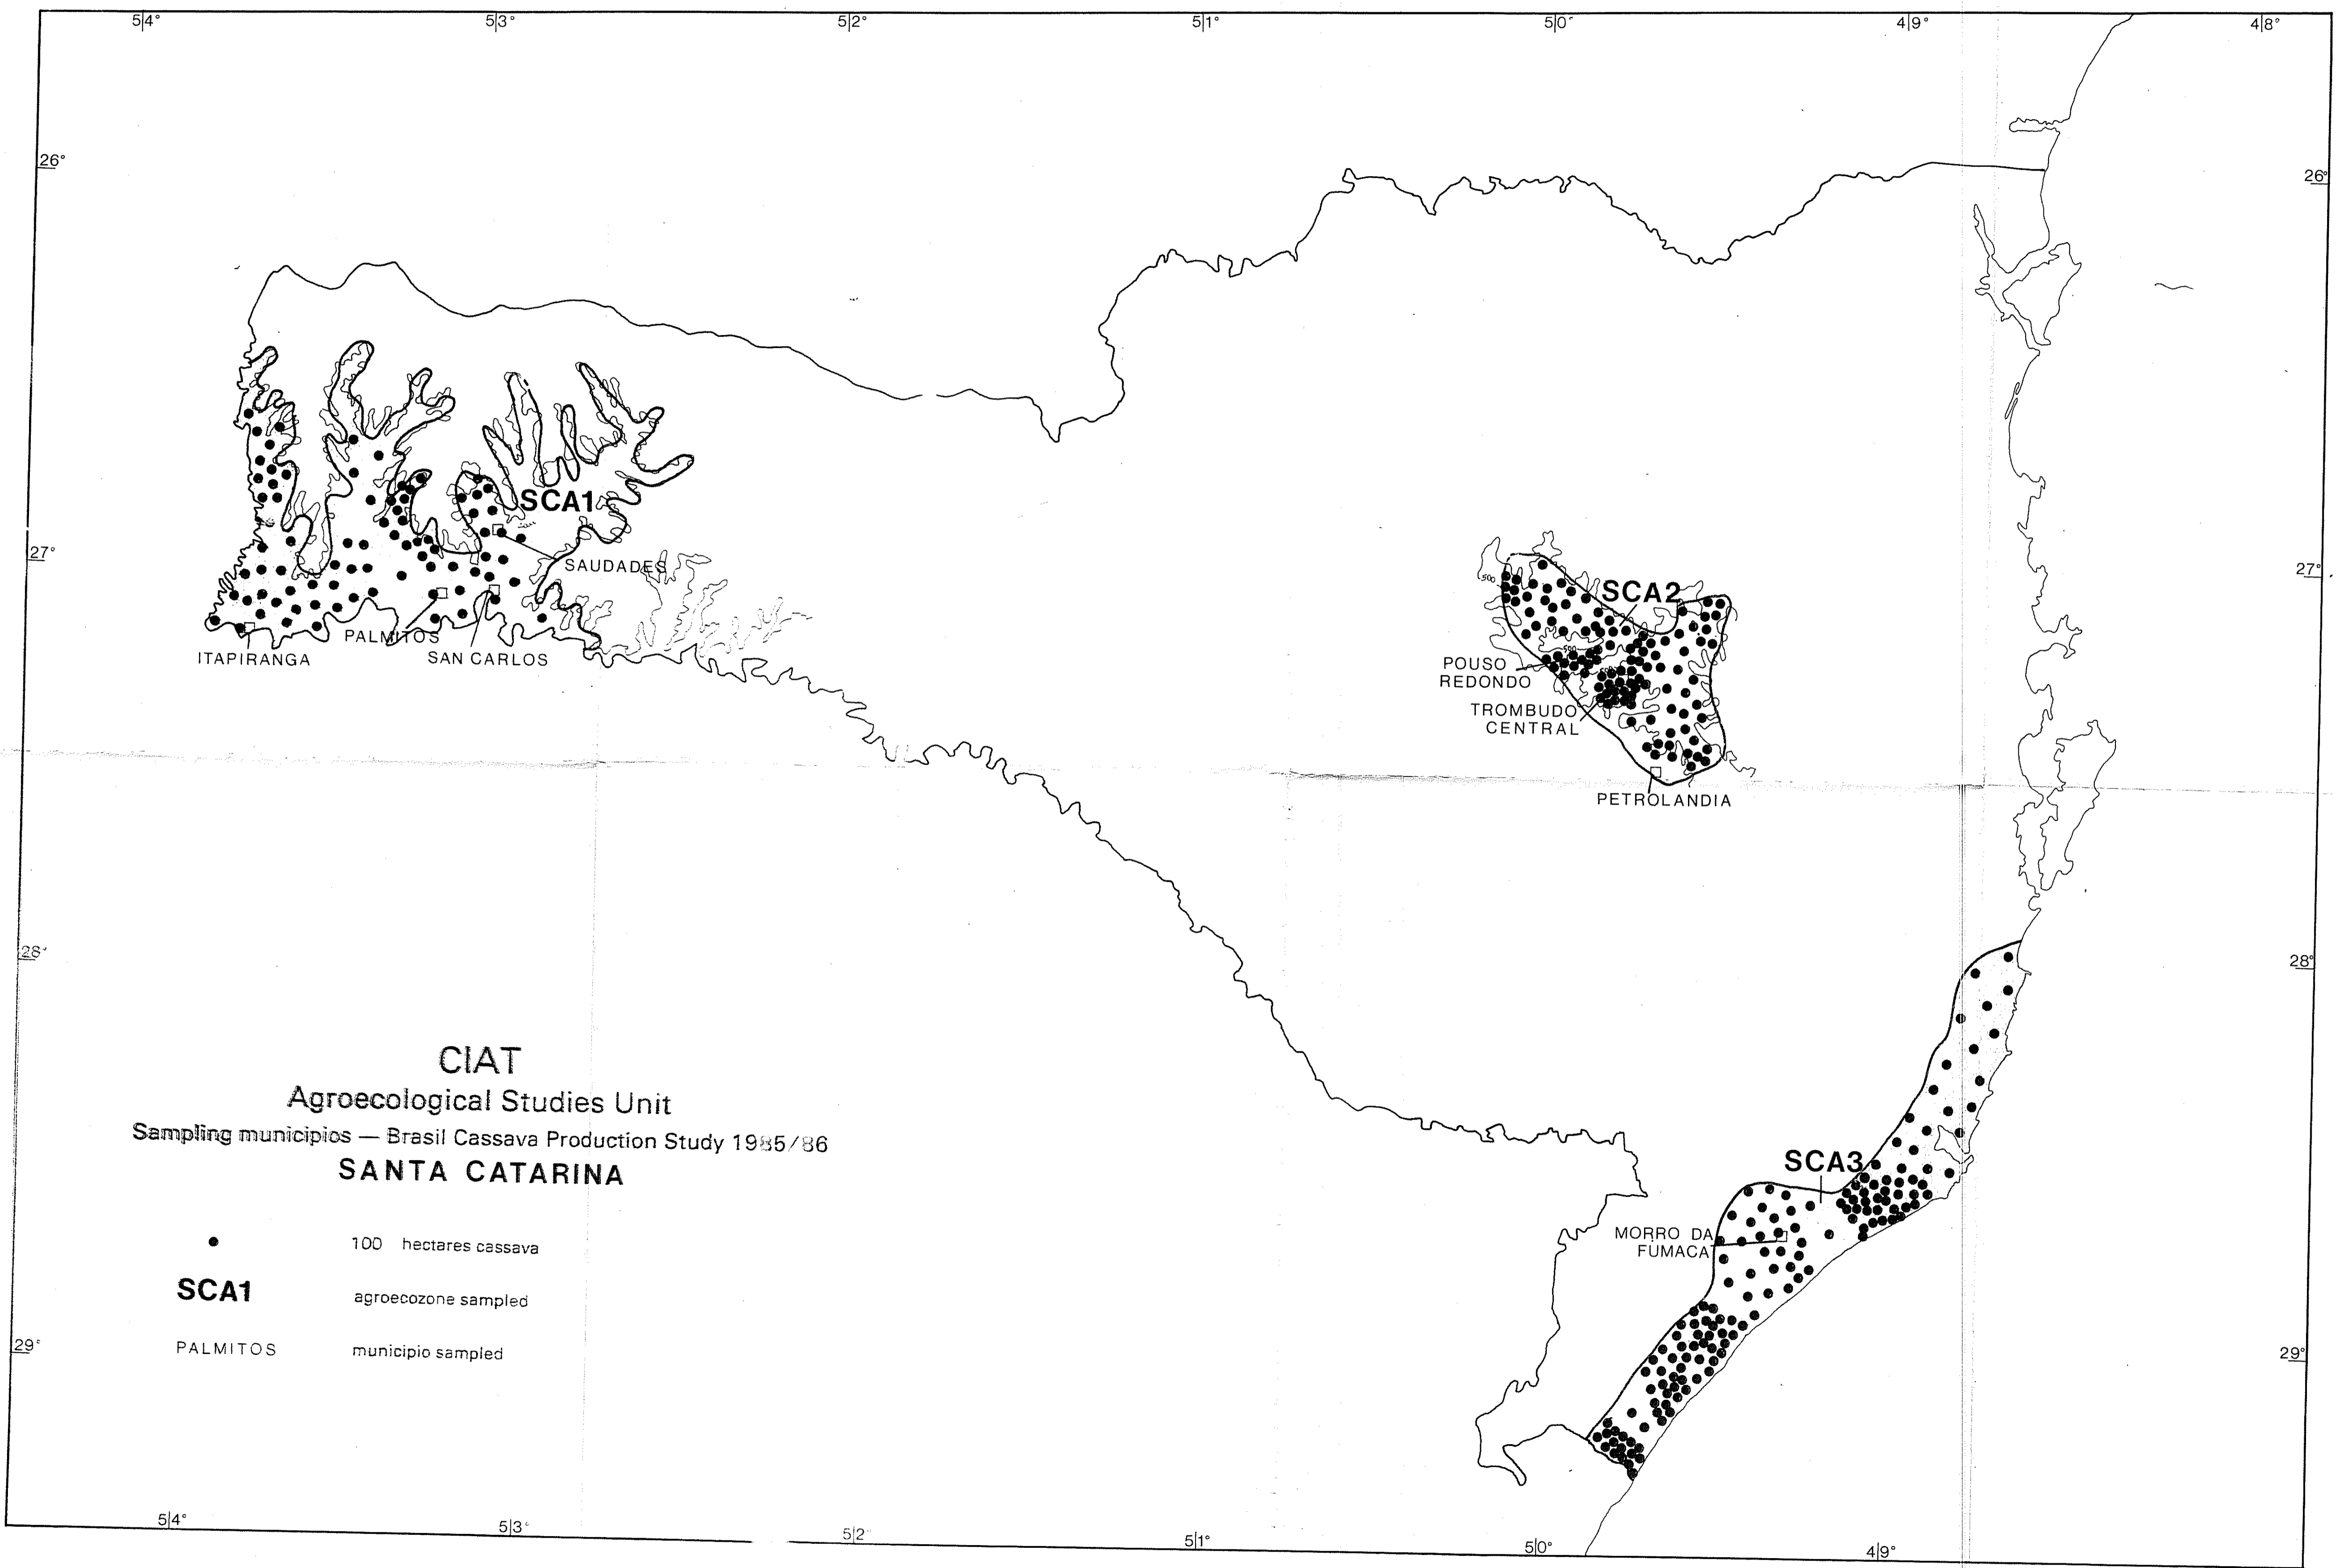 54° 53° 52° 51° 50° 49° 48°
26° 26°
SCA1
27° 27°
SAUDADES
500
SCA2
PALMITOS
ITAPIRANGA
SAN CARLOS
500
500
POUSO
REDONDO
TROMBUDO
CENTRAL
PETROLANDIA
28° 28°
CIAT
Agroecological Studies Unit
Sampling municipios — Brasil Cassava Production Study 1985/86
SANTA CATARINA
SCA3
MORRO DA
FUMACA
100 hectares cassava
SCA1 agroecozone sampled
PALMITOS municipio sampled
29° 29°
54° 53° 52° 51° 50° 49°